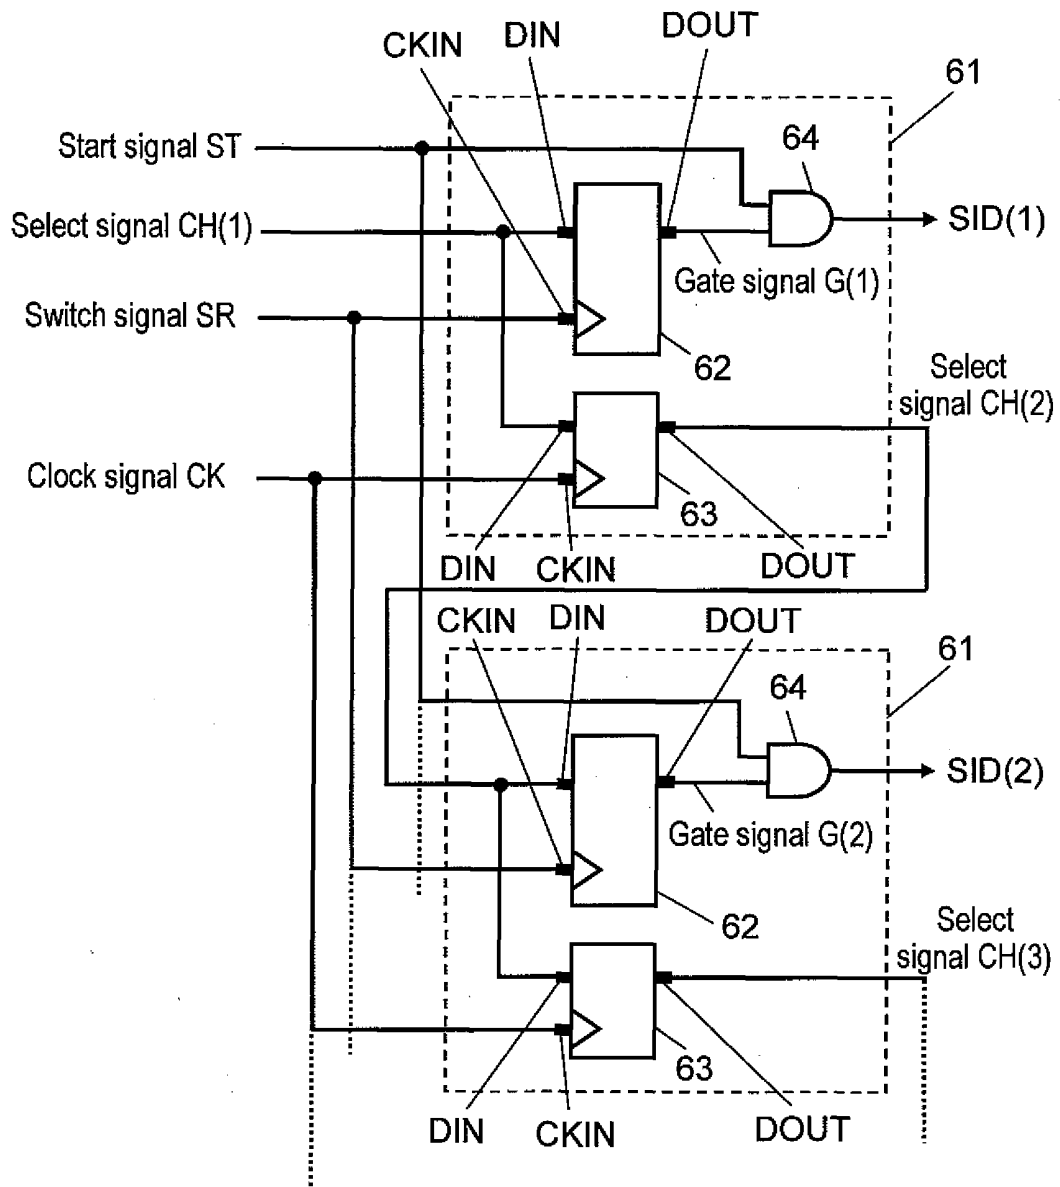 DOUT
DIN
CKIN
61
64
Start signal ST
Select signal CH(1)
SID(1)
Gate signal G(1)
Switch signal SR
62
Select
signal CH(2)
Clock signal CK
63
DIN
CKIN
DOUT
CKIN
DIN
DOUT
61
64
SID(2)
Gate signal G(2)
62
Select
signal CH(3)
63
DIN
CKIN
DOUT